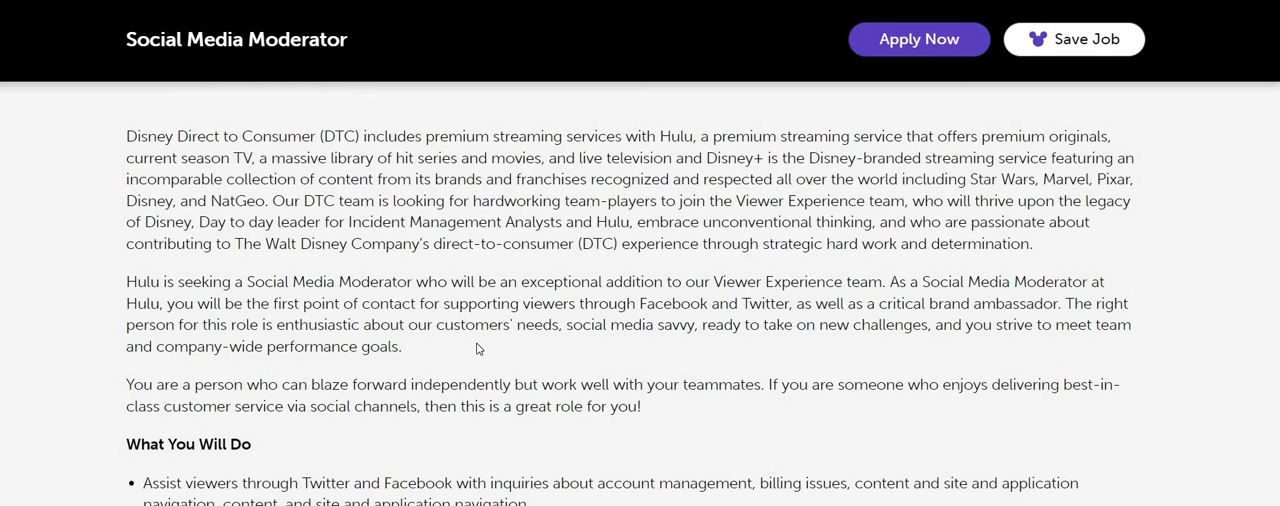 Social Media Moderator
Apply Now
Save Job
Disney Direct to Consumer (DTC) includes premium streaming services with Hulu, a premium streaming service that offers premium originals,
current season TV, a massive library of hit series and movies, and live television and Disney+ is the Disney-branded streaming service featuring an
incomparable collection of content from its brands and franchises recognized and respected all over the world including Star Wars, Marvel, Pixar,
Disney, and NatGeo. Our DTC team is looking for hardworking team-players to join the Viewer Experience team, who will thrive upon the legacy
of Disney, Day to day leader for Incident Management Analysts and Hulu, embrace unconventional thinking, and who are passionate about
contributing to The Walt Disney Company's direct-to-consumer (DTC) experience through strategic hard work and determination.
Hulu is seeking a Social Media Moderator who will be an exceptional addition to our Viewer Experience team. As a Social Media Moderator at
Hulu, you will be the first point of contact for supporting viewers through Facebook and Twitter, as well as a critical brand ambassador. The right
person for this role is enthusiastic about our customers' needs, social media savvy, ready to take on new challenges, and you strive to meet team
and company-wide performance goals.
You are a person who can blaze forward independently but work well with your teammates. If you are someone who enjoys delivering best-in-
class customer service via social channels, then this is a great role for you!
What You Will Do
• Assist viewers through Twitter and Facebook with inquiries about account management, billing issues, content and site and application
navigation, content, and site and application navigation.